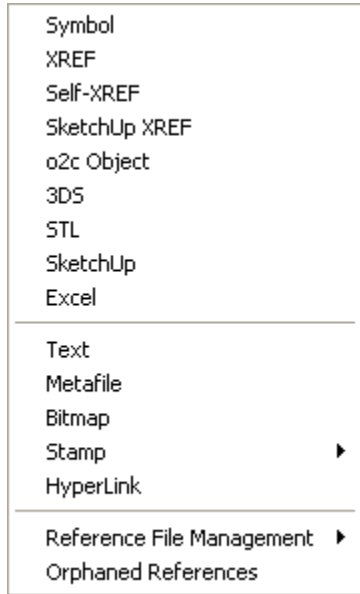 Symbol
XREF
Self-XREF
SketchUp XREF
o2c Object
3DS
STL
SketchUp
Excel
Text
Metafile
Bitmap
Stamp
HyperLink
Reference File Management
Orphaned References